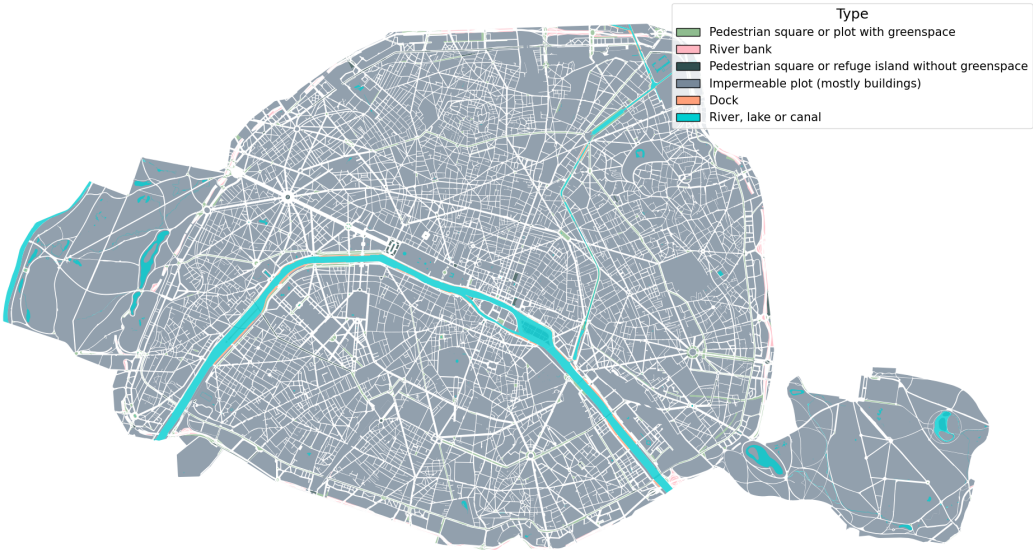 Type
Pedestrian square or plot with greenspace
River bank
Pedestrian square or refuge island without greenspace
Impermeable plot (mostly buildings)
Dock
River, lake or canal